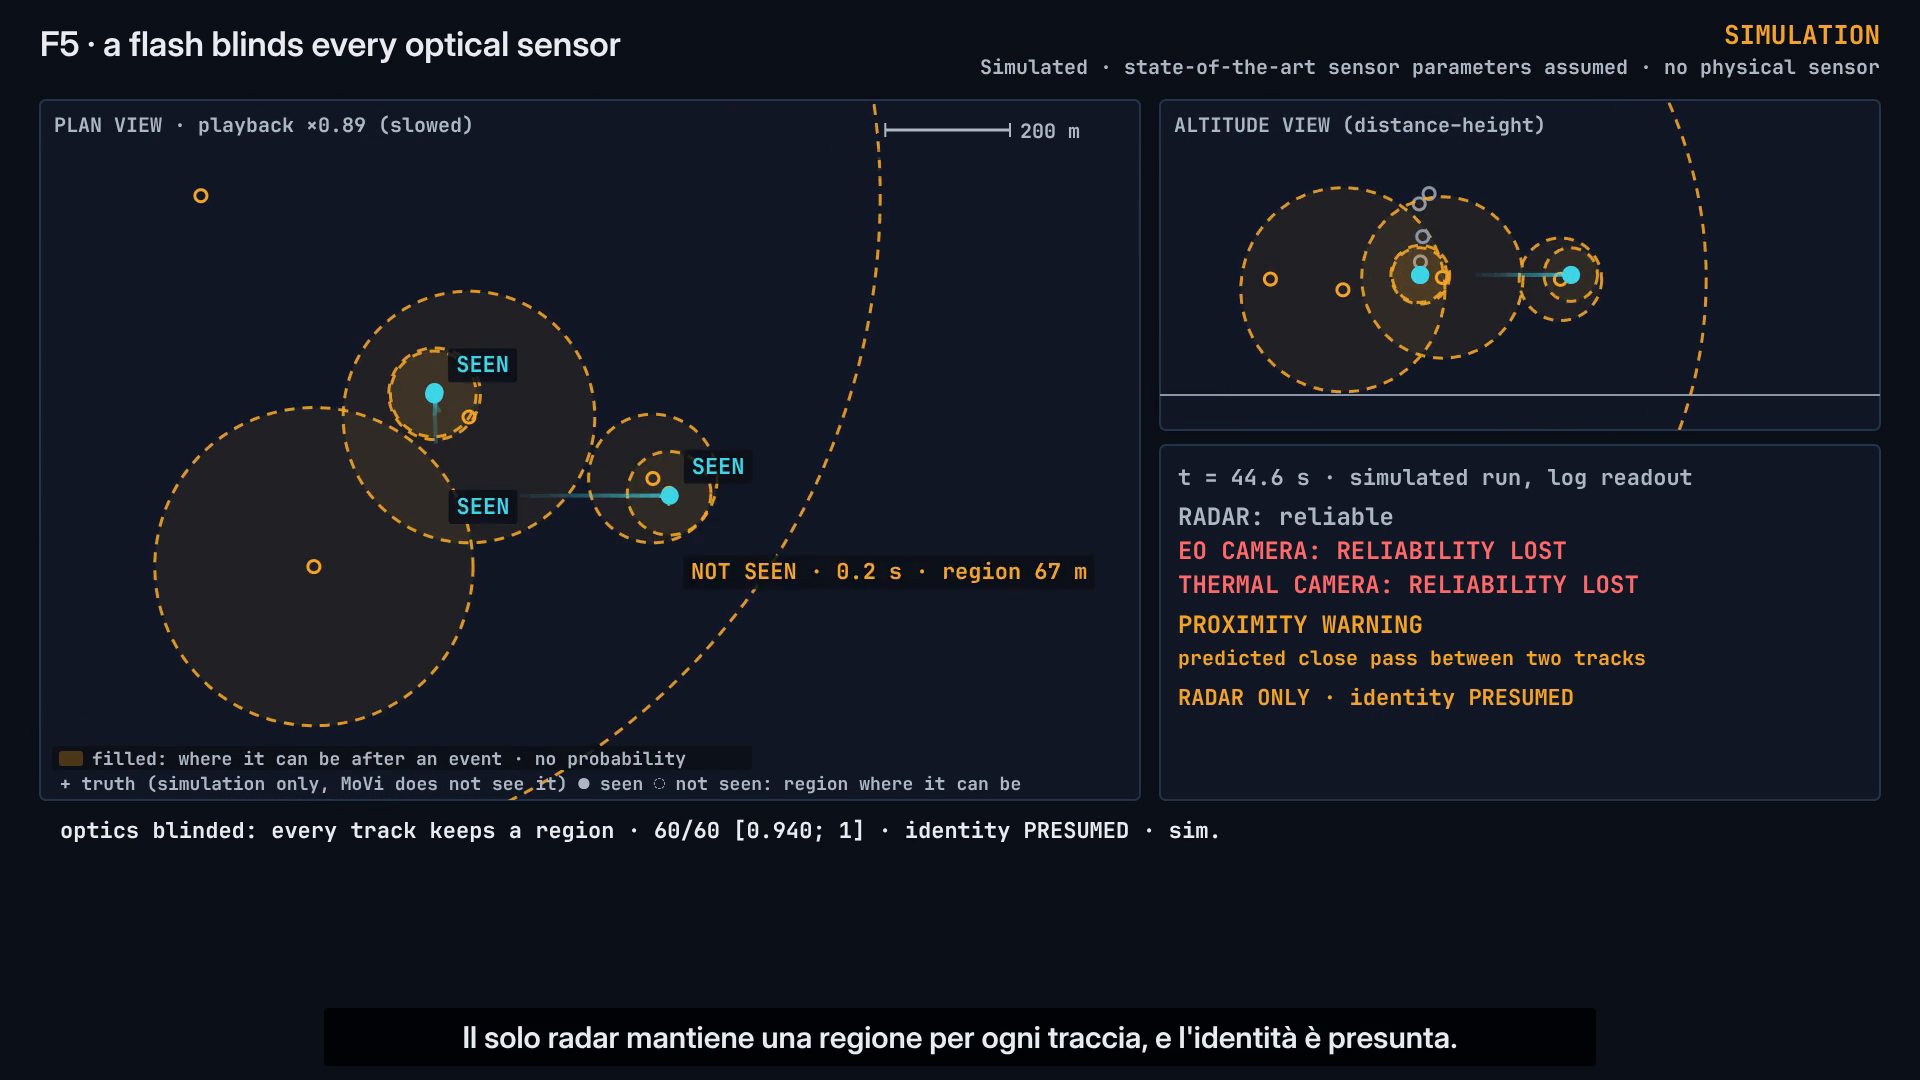 F5 · a flash blinds every optical sensor
SIMULATION
Simulated · state-of-the-art sensor parameters assumed · no physical sensor
PLAN VIEW · playback ×0.89 (slowed)
200 m
SEEN
SEEN
SEEN
NOT SEEN · 0.2 s · region 67 m
filled: where it can be after an event · no probability
+ truth (simulation only, MoVi does not see it) ● seen ◌ not seen: region where it can be
ALTITUDE VIEW (distance-height)
t = 44.6 s · simulated run, log readout
RADAR: reliable
EO CAMERA: RELIABILITY LOST
THERMAL CAMERA: RELIABILITY LOST
PROXIMITY WARNING
predicted close pass between two tracks
RADAR ONLY · identity PRESUMED
optics blinded: every track keeps a region · 60/60 [0.940; 1] · identity PRESUMED · sim.
Il solo radar mantiene una regione per ogni traccia, e l'identità è presunta.